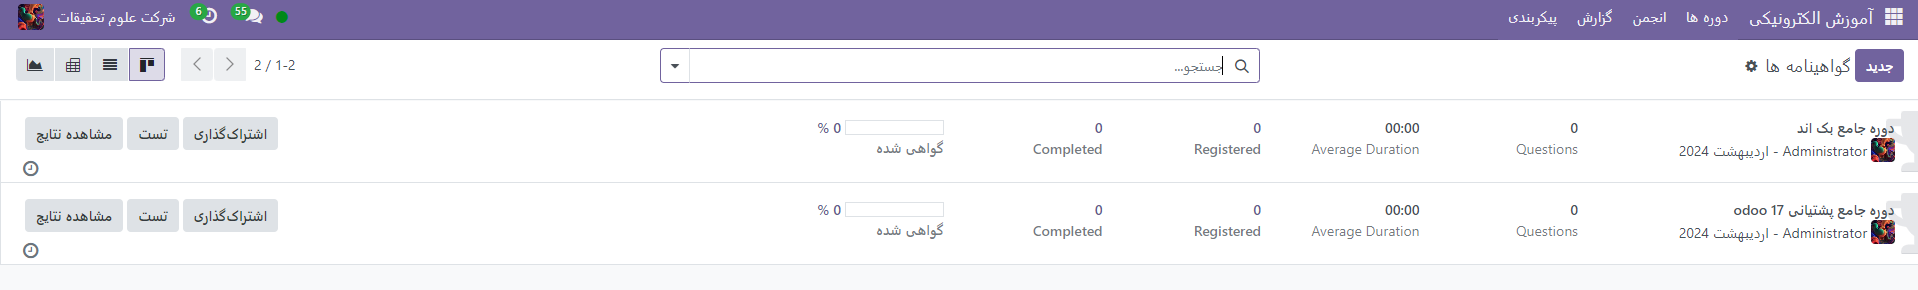 آموزش الکترونیکی دوره ها انجمن گزارش پیکربندی 55 6 شرکت علوم تحقیقات
جدید گواهینامه ها جستجو... 1-2 / 2
دوره جامع بک اند 0 00:00 0 0 0 % اشتراک‌گذاری تست مشاهده نتایج
Administrator - اردیبهشت 2024 Questions Average Duration Registered Completed گواهی شده
دوره جامع پشتیانی odoo 17 0 00:00 0 0 0 % اشتراک‌گذاری تست مشاهده نتایج
Administrator - اردیبهشت 2024 Questions Average Duration Registered Completed گواهی شده